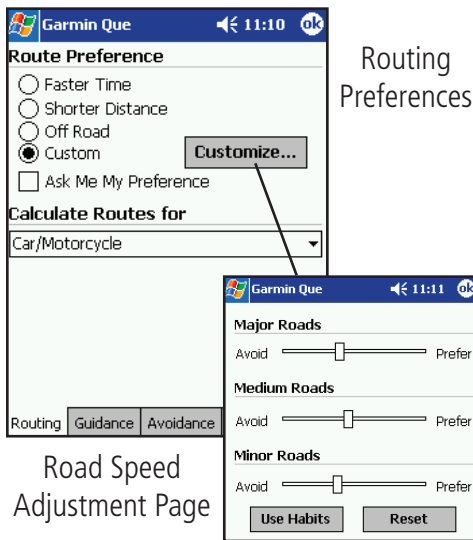 Garmin Que 11:10 ok
Route Preference
Faster Time
Shorter Distance
Off Road
Custom
Customize...
Ask Me My Preference
Calculate Routes for
Car/Motorcycle
Routing Guidance Avoidance
Routing
Preferences
Garmin Que 11:11 ok
Major Roads
Avoid Prefer
Medium Roads
Avoid Prefer
Minor Roads
Avoid Prefer
Use Habits Reset
Road Speed
Adjustment Page